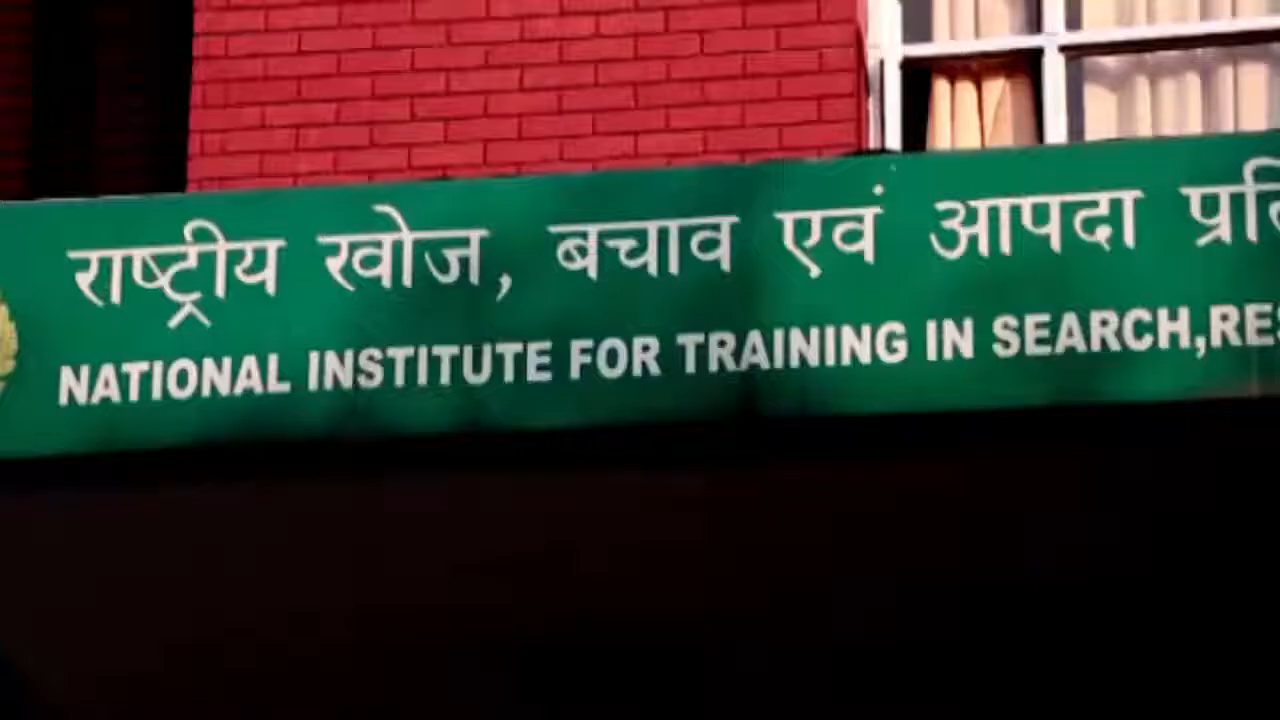 राष्ट्रीय खोज, बचाव एवं आपदा
NATIONAL INSTITUTE FOR TRAINING IN SEARCH,